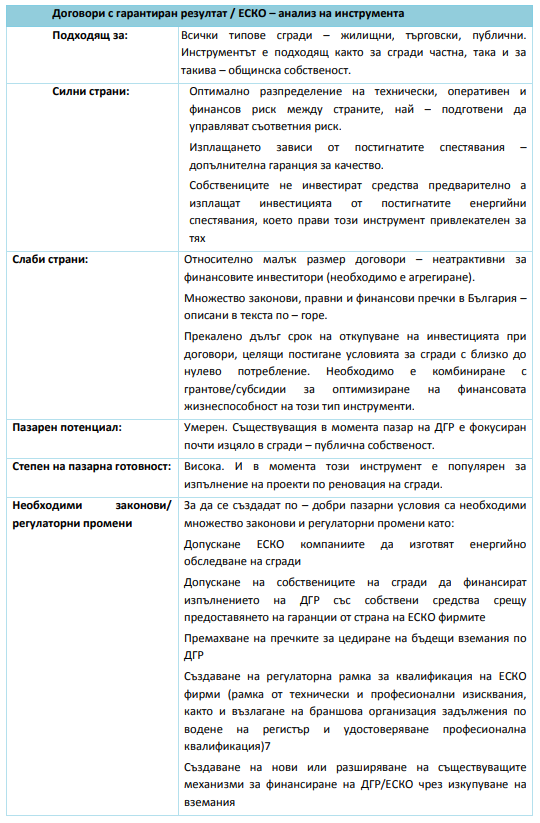 Договори с гарантиран резултат / ЕСКО – анализ на инструмента
Подходящ за:
Всички типове сгради – жилищни, търговски, публични.
Инструментът е подходящ както за сгради частна, така и за
такива – общинска собственост.
Силни страни:
Оптимално разпределение на технически, оперативен и
финансов риск между страните, най – подготвени да
управляват съответния риск.
Изплащането зависи от постигнатите спестявания –
допълнителна гаранция за качество.
Собствениците не инвестират средства предварително а
изплащат инвестицията от постигнатите енергийни
спестявания, което прави този инструмент привлекателен за
тях
Слаби страни:
Относително малък размер договори – неатрактивни за
финансовите инвеститори (необходимо е агрегиране).
Множество законови, правни и финансови пречки в България –
описани в текста по – горе.
Прекалено дълъг срок на откупуване на инвестицията при
договори, целящи постигане условията за сгради с близко до
нулево потребление. Необходимо е комбиниране с
грантове/субсидии за оптимизиране на финансовата
жизнеспособност на този тип инструменти.
Пазарен потенциал:
Умерен. Съществуващия в момента пазар на ДГР е фокусиран
почти изцяло в сгради – публична собственост.
Степен на пазарна готовност:
Висока. И в момента този инструмент е популярен за
изпълнение на проекти по реновация на сгради.
Необходими законови/
регулаторни промени
За да се създадат по – добри пазарни условия са необходими
множество законови и регулаторни промени като:
Допускане ЕСКО компаниите да изготвят енергийно
обследване на сгради
Допускане на собствениците на сгради да финансират
изпълнението на ДГР със собствени средства срещу
предоставянето на гаранции от страна на ЕСКО фирмите
Премахване на пречките за цедиране на бъдещи вземания по
ДГР
Създаване на регулаторна рамка за квалификация на ЕСКО
фирми (рамка от технически и професионални изисквания,
както и възлагане на браншова организация задължения по
водене на регистър и удостоверяване професионална
квалификация)7
Създаване на нови или разширяване на съществуващите
механизми за финансиране на ДГР/ЕСКО чрез изкупуване на
вземания